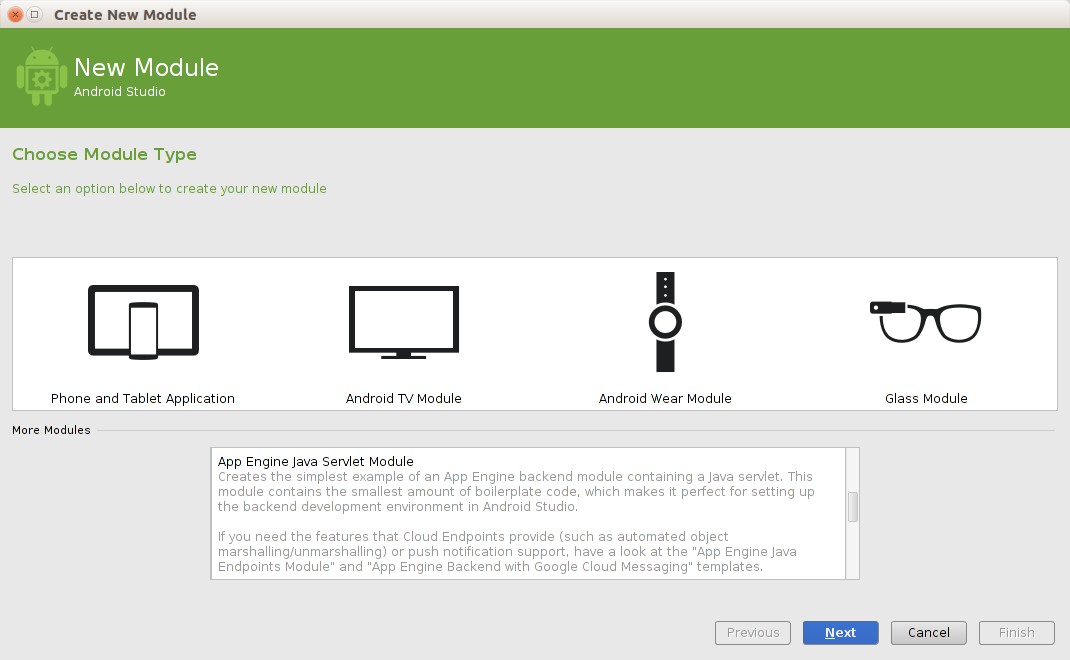 Create New Module
New Module
Android Studio
Choose Module Type
Select an option below to create your new module
Phone and Tablet Application
Android TV Module
Android Wear Module
Glass Module
More Modules
App Engine Java Servlet Module
Creates the simplest example of an App Engine backend module containing a Java servlet. This
module contains the smallest amount of boilerplate code, which makes it perfect for setting up
the backend development environment in Android Studio.
If you need the features that Cloud Endpoints provide (such as automated object
marshalling/unmarshalling) or push notification support, have a look at the "App Engine Java
Endpoints Module" and "App Engine Backend with Google Cloud Messaging" templates.
Previous
Next
Cancel
Finish